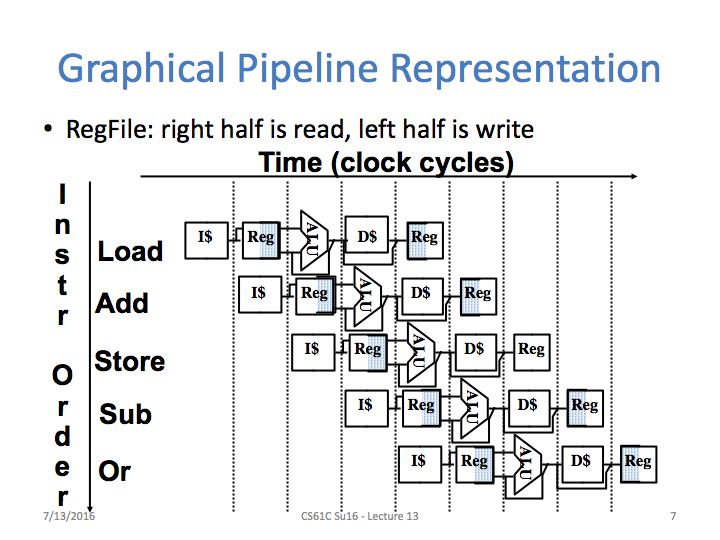 Graphical Pipeline Representation
• RegFile: right half is read, left half is write
Time (clock cycles)
Instr Order
Load
I$ Reg ALU D$ Reg
Add
I$ Reg ALU D$ Reg
Store
I$ Reg ALU D$ Reg
Sub
I$ Reg ALU D$ Reg
Or
I$ Reg ALU D$ Reg
7/13/2016
CS61C Su16 - Lecture 13
7